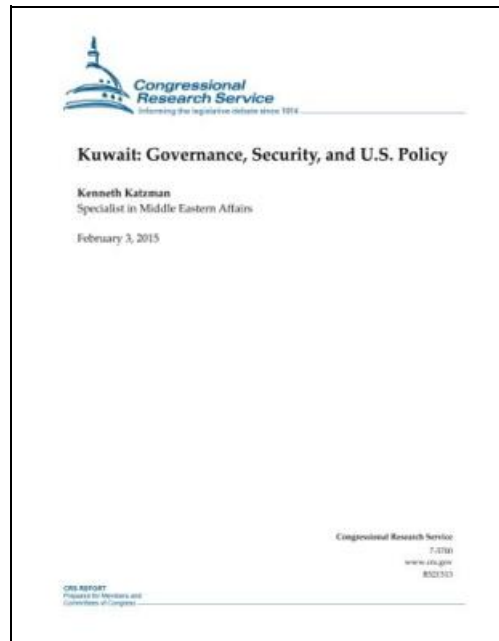 Congressional
Research Service
Informing the legislative debate since 1914
Kuwait: Governance, Security, and U.S. Policy
Kenneth Katzman
Specialist in Middle Eastern Affairs
February 3, 2015
Congressional Research Service
7-5700
www.crs.gov
RS21513
CRS REPORT
Prepared for Members and
Committees of Congress